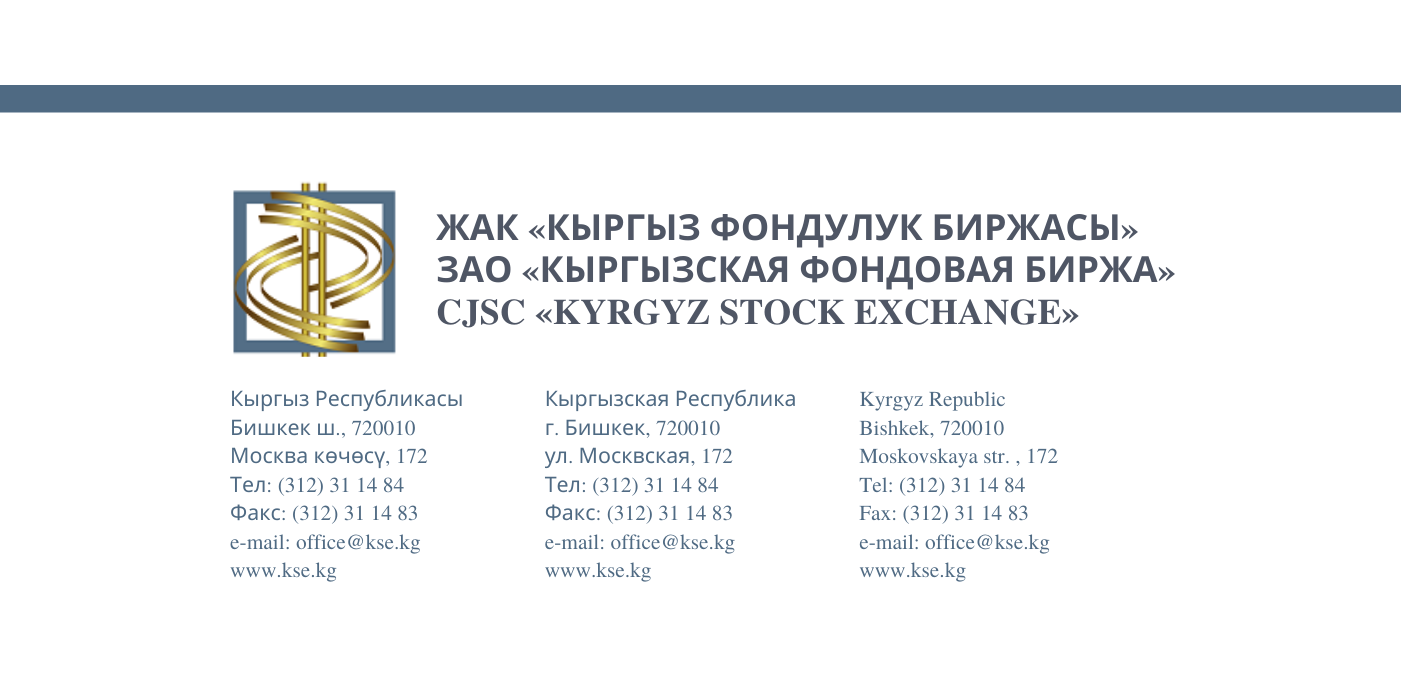 ЖАК «КЫРГЫЗ ФОНДУЛУК БИРЖАСЫ»
ЗАО «КЫРГЫЗСКАЯ ФОНДОВАЯ БИРЖА»
CJSC «KYRGYZ STOCK EXCHANGE»
Кыргыз Республикасы
Бишкек ш., 720010
Москва көчөсү, 172
Тел: (312) 31 14 84
Факс: (312) 31 14 83
e-mail: office@kse.kg
www.kse.kg
Кыргызская Республика
г. Бишкек, 720010
ул. Москвская, 172
Тел: (312) 31 14 84
Факс: (312) 31 14 83
e-mail: office@kse.kg
www.kse.kg
Kyrgyz Republic
Bishkek, 720010
Moskovskaya str. , 172
Tel: (312) 31 14 84
Fax: (312) 31 14 83
e-mail: office@kse.kg
www.kse.kg